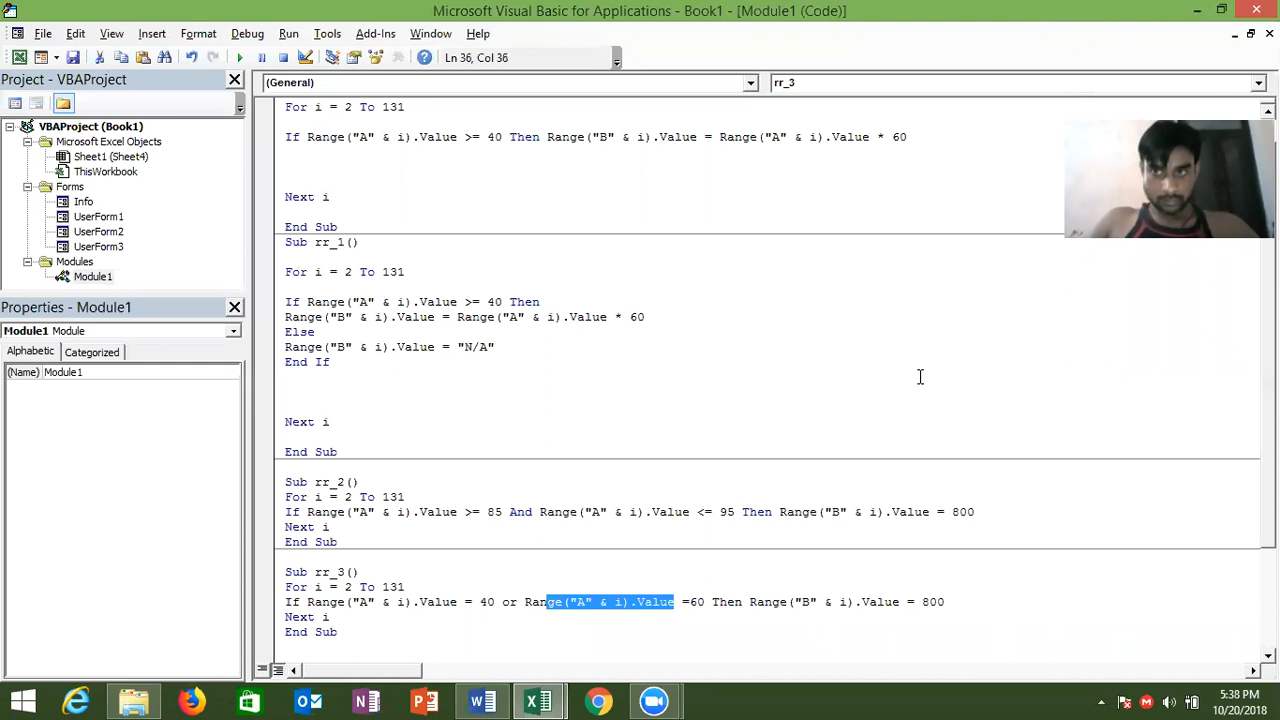 Microsoft Visual Basic for Applications - Book1 - [Module1 (Code)]
File Edit View Insert Format Debug Run Tools Add-Ins Window Help
Ln 36, Col 36
Project - VBAProject
(General)
rr_3
VBAProject (Book1)
Microsoft Excel Objects
Sheet1 (Sheet4)
ThisWorkbook
Forms
Info
UserForm1
UserForm2
UserForm3
Modules
Module1
Properties - Module1
Module1 Module
Alphabetic Categorized
(Name) Module1
For i = 2 To 131
If Range("A" & i).Value >= 40 Then Range("B" & i).Value = Range("A" & i).Value * 60
Next i
End Sub
Sub rr_1()
For i = 2 To 131
If Range("A" & i).Value >= 40 Then
Range("B" & i).Value = Range("A" & i).Value * 60
Else
Range("B" & i).Value = "N/A"
End If
Next i
End Sub
Sub rr_2()
For i = 2 To 131
If Range("A" & i).Value >= 85 And Range("A" & i).Value <= 95 Then Range("B" & i).Value = 800
Next i
End Sub
Sub rr_3()
For i = 2 To 131
If Range("A" & i).Value = 40 or Range("A" & i).Value =60 Then Range("B" & i).Value = 800
Next i
End Sub
5:38 PM
10/20/2018